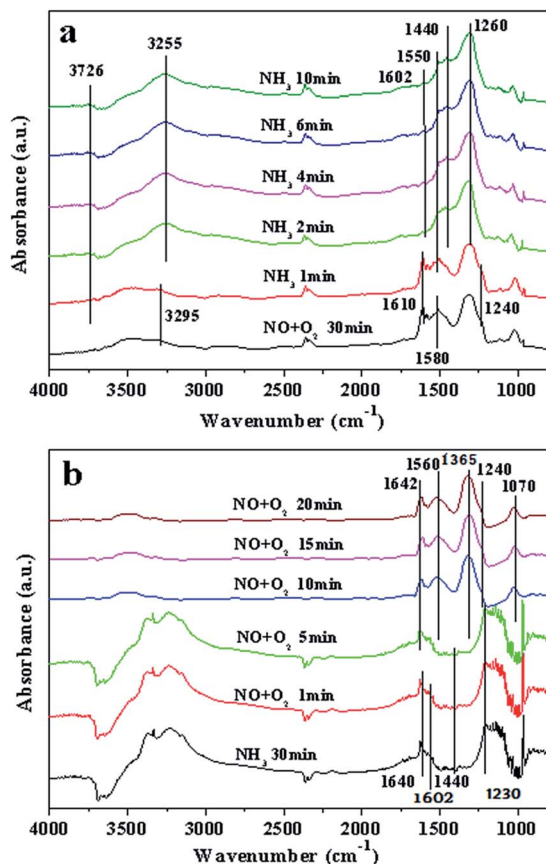 a
3726
3255
1602
1550
1440
1260
NH₃ 10min
NH₃ 6min
NH₃ 4min
NH₃ 2min
NH₃ 1min
NO+O₂ 30min
3295
1610
1580
1240
Absorbance (a.u.)
4000 3500 3000 2500 2000 1500 1000
Wavenumber (cm⁻¹)
b
1642
1560
1365
1240
1070
NO+O₂ 20min
NO+O₂ 15min
NO+O₂ 10min
NO+O₂ 5min
NO+O₂ 1min
NH₃ 30min
1640
1602
1440
1230
Absorbance (a.u.)
4000 3500 3000 2500 2000 1500 1000
Wavenumber (cm⁻¹)